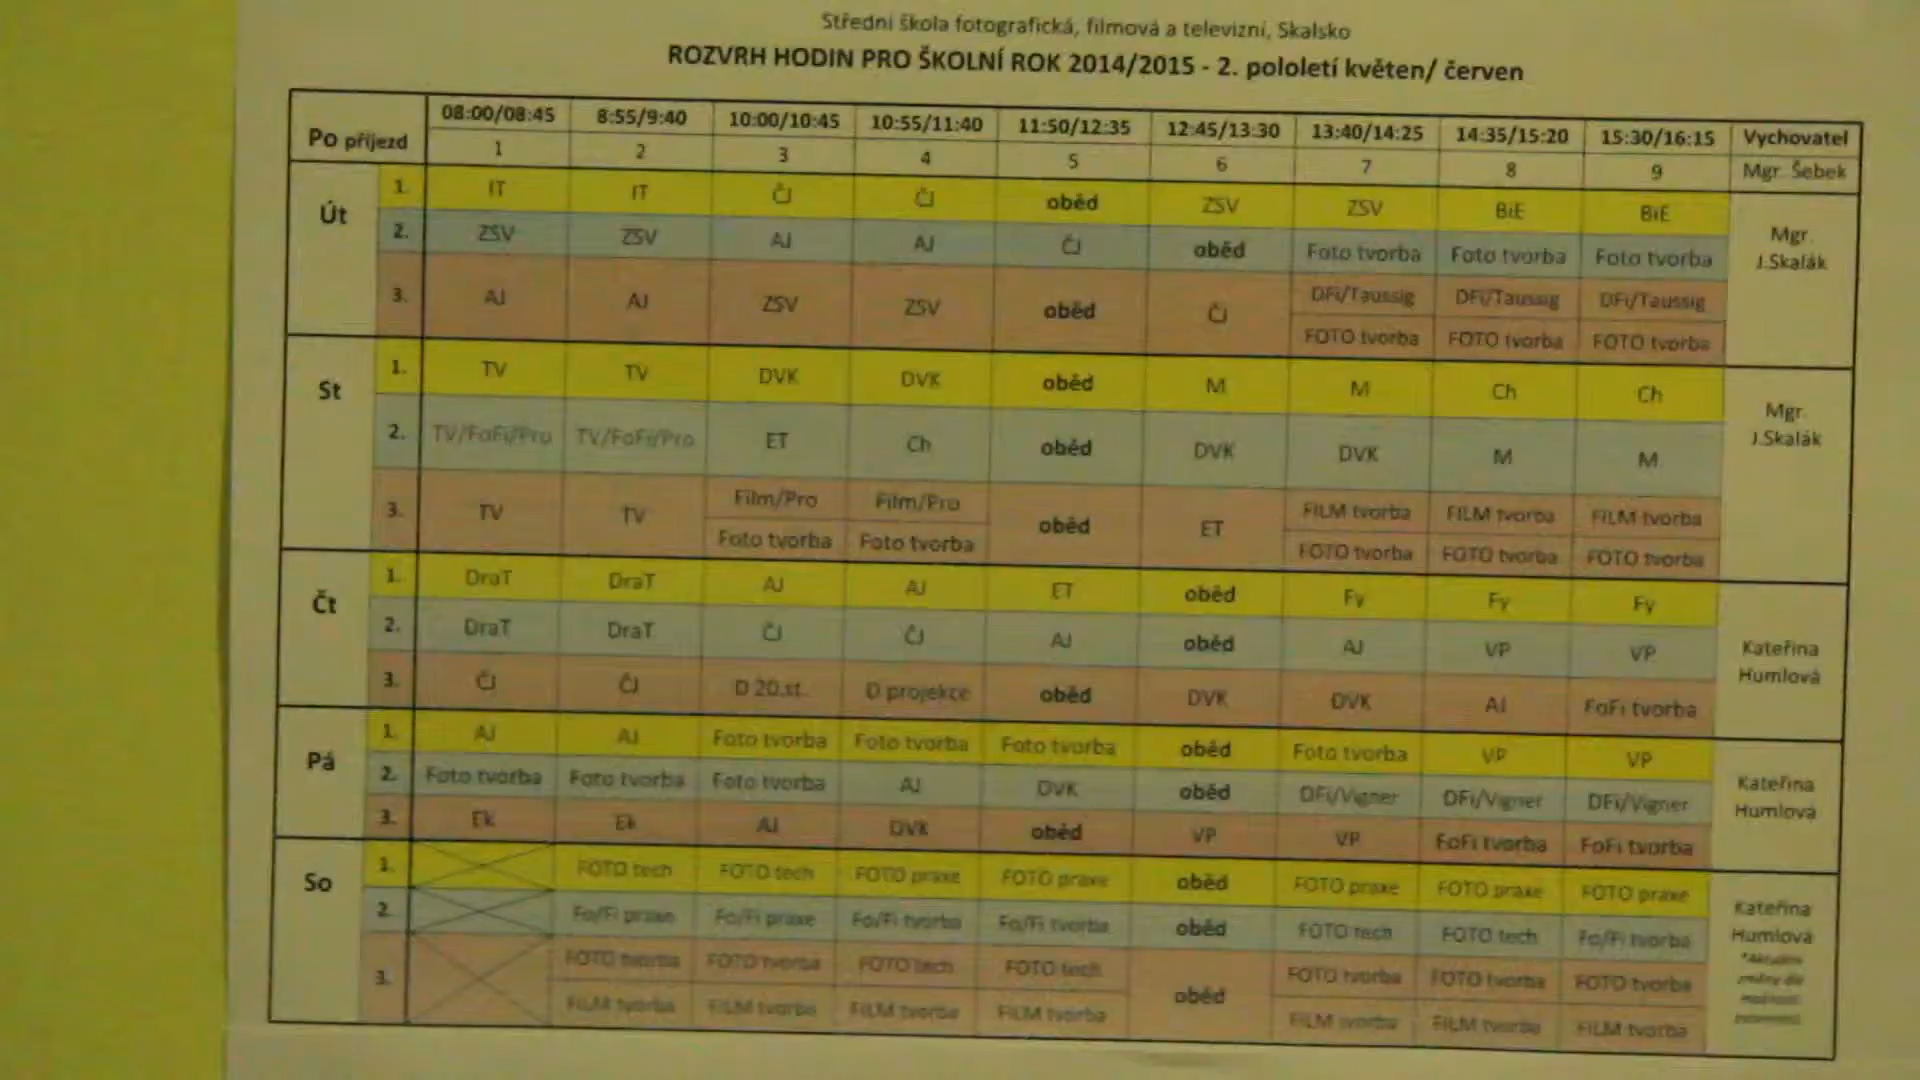 Střední škola fotografická, filmová a televizní, Skalsko
ROZVRH HODIN PRO ŠKOLNÍ ROK 2014/2015 - 2. pololetí květen/ červen
Po příjezd 08:00/08:45 8:55/9:40 10:00/10:45 10:55/11:40 11:50/12:35 12:45/13:30 13:40/14:25 14:35/15:20 15:30/16:15 Vychovatel
1 2 3 4 5 6 7 8 9 Mgr. Šebek
Út 1. IT IT ČJ ČJ oběd ZSV ZSV BiE BiE Mgr. J.Skalák
2. ZSV ZSV AJ AJ ČJ oběd Foto tvorba Foto tvorba Foto tvorba
3. AJ AJ ZSV ZSV oběd ČJ DFi/Taussig DFi/Taussig DFi/Taussig
FOTO tvorba FOTO tvorba FOTO tvorba
St 1. TV TV DVK DVK oběd M M Ch Ch Mgr. J.Skalák
2. TV/FoFi/Pro TV/FoFi/Pro ET Ch oběd DVK DVK M M
3. TV TV Film/Pro Film/Pro oběd ET FILM tvorba FILM tvorba FILM tvorba
Foto tvorba Foto tvorba FOTO tvorba FOTO tvorba FOTO tvorba
Čt 1. DraT DraT AJ AJ ET oběd Fy Fy Fy Kateřina Humlová
2. DraT DraT ČJ ČJ AJ oběd AJ VP VP
3. ČJ ČJ D 20.st. D projekce oběd DVK DVK AJ FoFi tvorba
Pá 1. AJ AJ Foto tvorba Foto tvorba Foto tvorba oběd Foto tvorba VP VP Kateřina Humlová
2. Foto tvorba Foto tvorba Foto tvorba AJ DVK oběd DFi/Vigner DFi/Vigner DFi/Vigner
3. Ek Ek AJ DVK oběd VP VP FoFi tvorba FoFi tvorba
So 1. FOTO tech FOTO tech FOTO praxe FOTO praxe oběd FOTO praxe FOTO praxe FOTO praxe Kateřina Humlová
2. Fo/Fi praxe Fo/Fi praxe Fo/Fi tvorba Fo/Fi tvorba oběd FOTO tech FOTO tech Fo/Fi tvorba
3. FOTO tvorba FOTO tvorba FOTO tech FOTO tech oběd FOTO tvorba FOTO tvorba FOTO tvorba
FILM tvorba FILM tvorba FILM tvorba FILM tvorba FILM tvorba FILM tvorba FILM tvorba